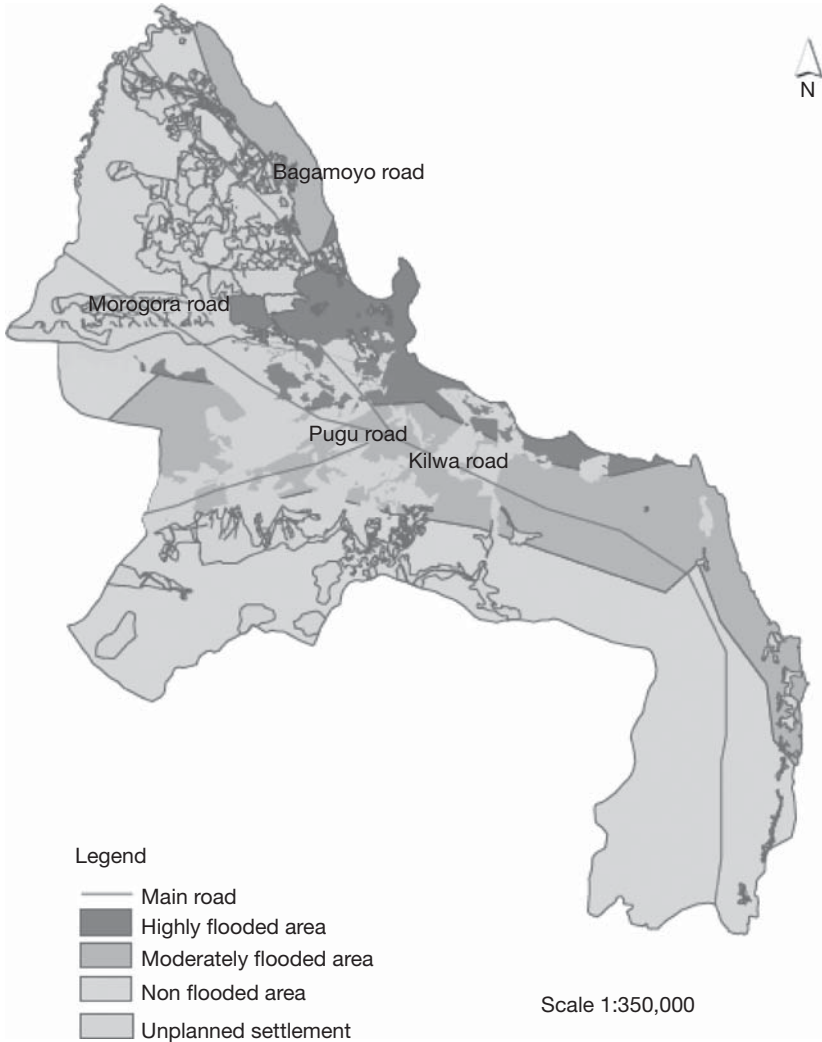 N
Bagamoyo road
Morogora road
Pugu road
Kilwa road
Legend
Main road
Highly flooded area
Moderately flooded area
Non flooded area
Unplanned settlement
Scale 1:350,000